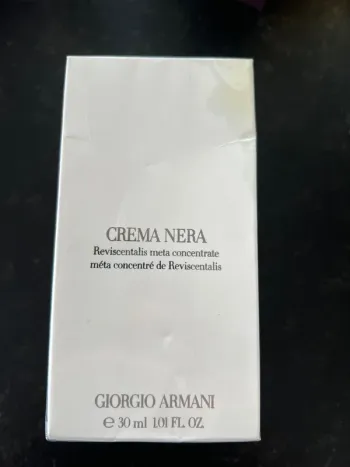 CREMA NERA
Reviscentalis meta concentrate
méta concentré de Reviscentalis
GIORGIO ARMANI
℮ 30 ml 1.01 FL. OZ.